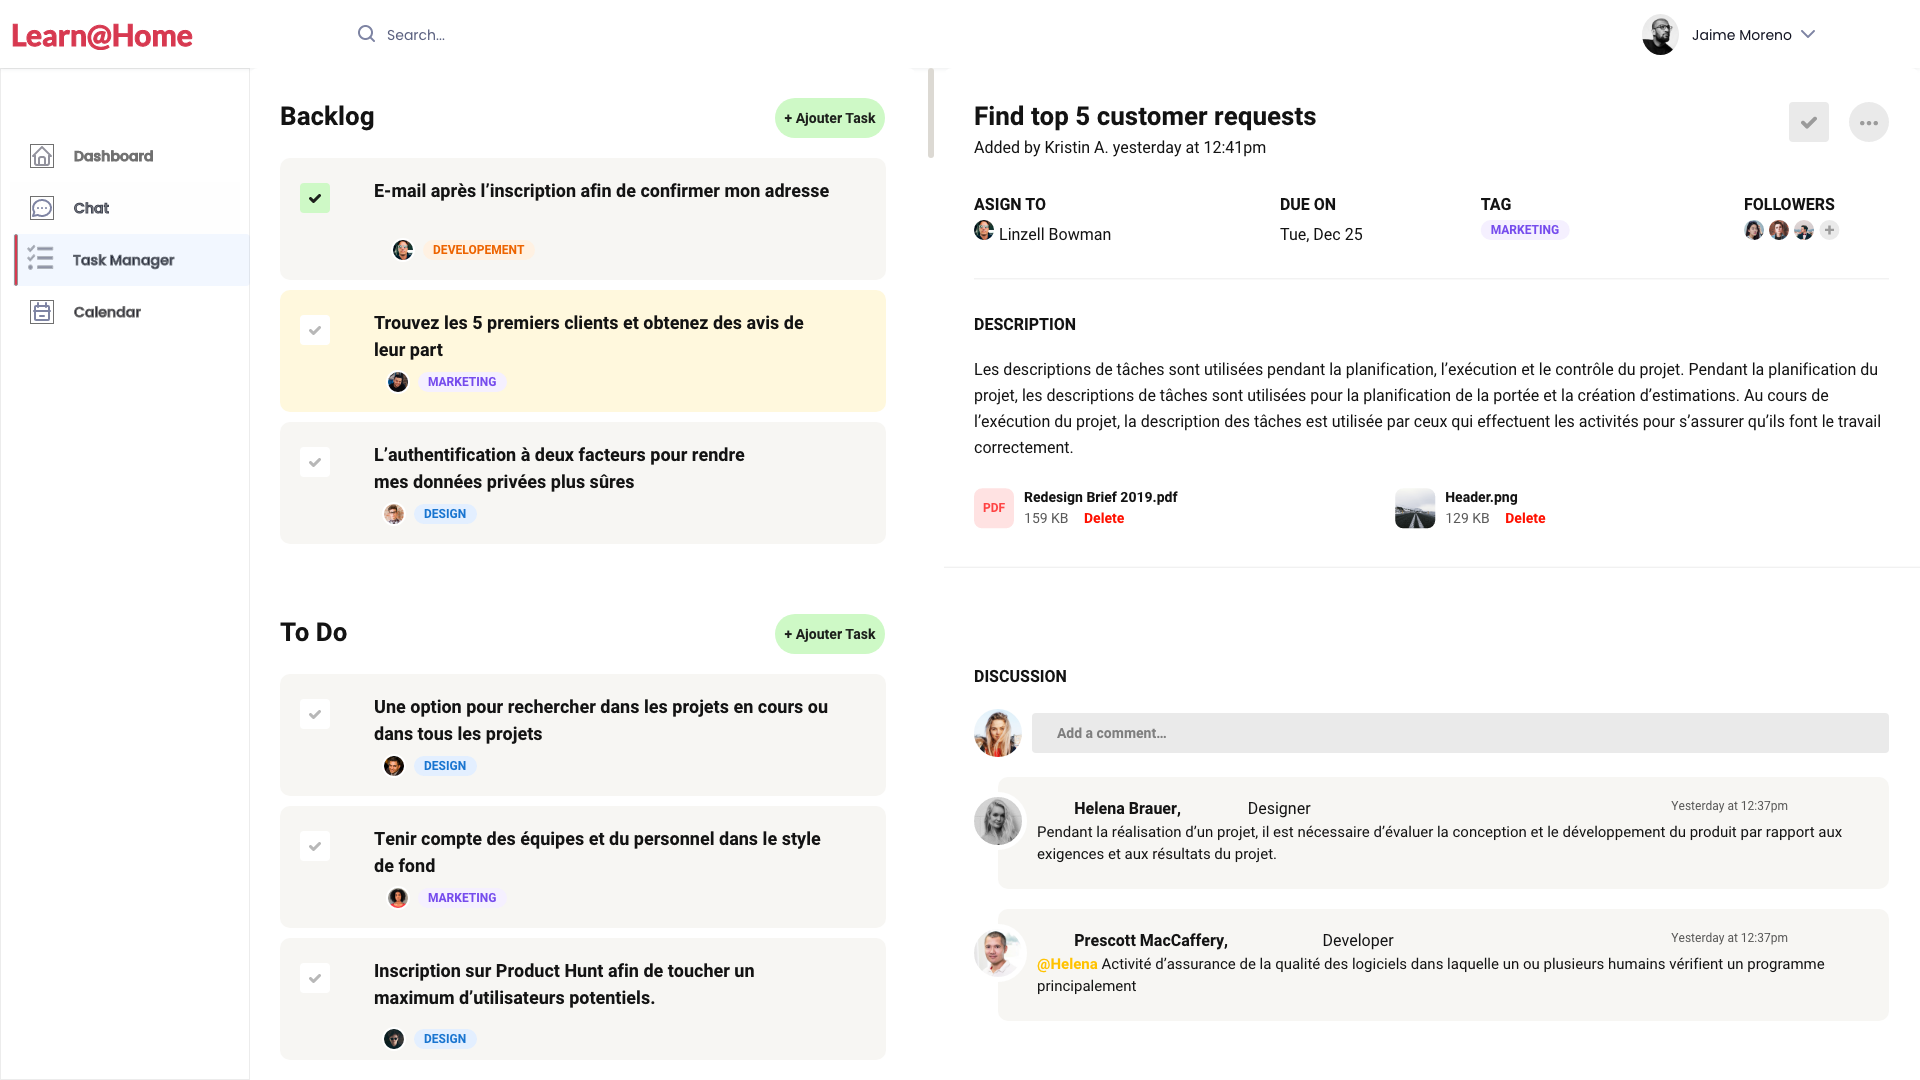 Learn@Home
Search...
Jaime Moreno
Dashboard
Chat
Task Manager
Calendar
Backlog
+ Ajouter Task
E-mail après l’inscription afin de confirmer mon adresse
DEVELOPEMENT
Trouvez les 5 premiers clients et obtenez des avis de
leur part
MARKETING
L’authentification à deux facteurs pour rendre
mes données privées plus sûres
DESIGN
To Do
+ Ajouter Task
Une option pour rechercher dans les projets en cours ou
dans tous les projets
DESIGN
Tenir compte des équipes et du personnel dans le style
de fond
MARKETING
Inscription sur Product Hunt afin de toucher un
maximum d’utilisateurs potentiels.
DESIGN
Find top 5 customer requests
Added by Kristin A. yesterday at 12:41pm
ASIGN TO
Linzell Bowman
DUE ON
Tue, Dec 25
TAG
MARKETING
FOLLOWERS
DESCRIPTION
Les descriptions de tâches sont utilisées pendant la planification, l’exécution et le contrôle du projet. Pendant la planification du
projet, les descriptions de tâches sont utilisées pour la planification de la portée et la création d’estimations. Au cours de
l’exécution du projet, la description des tâches est utilisée par ceux qui effectuent les activités pour s’assurer qu’ils font le travail
correctement.
PDF
Redesign Brief 2019.pdf
159 KB Delete
Header.png
129 KB Delete
DISCUSSION
Add a comment…
Helena Brauer, Designer Yesterday at 12:37pm
Pendant la réalisation d’un projet, il est nécessaire d’évaluer la conception et le développement du produit par rapport aux
exigences et aux résultats du projet.
Prescott MacCaffery, Developer Yesterday at 12:37pm
@Helena Activité d’assurance de la qualité des logiciels dans laquelle un ou plusieurs humains vérifient un programme
principalement